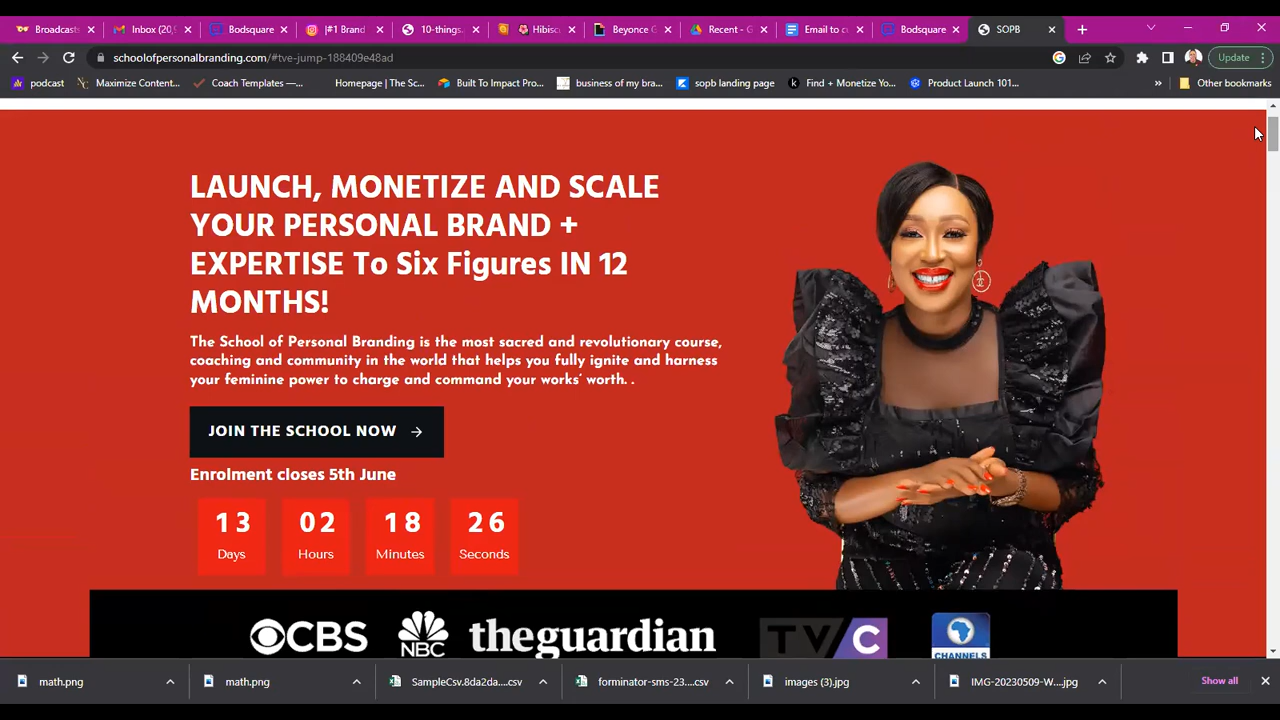 Broadcasts
Inbox (20,9
Bodsquare
|#1 Brand
10-things.
Hibisc
Beyonce G
Recent - G
Email to cu
Bodsquare
SOPB
schoolofpersonalbranding.com/#tve-jump-188409e48ad
Update
podcast
Maximize Content...
Coach Templates —...
Homepage | The Sc...
Built To Impact Pro...
business of my bra...
sopb landing page
Find + Monetize Yo...
Product Launch 101...
»
Other bookmarks
LAUNCH, MONETIZE AND SCALE
YOUR PERSONAL BRAND +
EXPERTISE To Six Figures IN 12
MONTHS!
The School of Personal Branding is the most sacred and revolutionary course,
coaching and community in the world that helps you fully ignite and harness
your feminine power to charge and command your works' worth. .
JOIN THE SCHOOL NOW →
Enrolment closes 5th June
13 02 18 26
Days Hours Minutes Seconds
CBS
NBC
theguardian
TVC
CHANNELS
math.png
math.png
SampleCsv.8da2da....csv
forminator-sms-23....csv
images (3).jpg
IMG-20230509-W....jpg
Show all